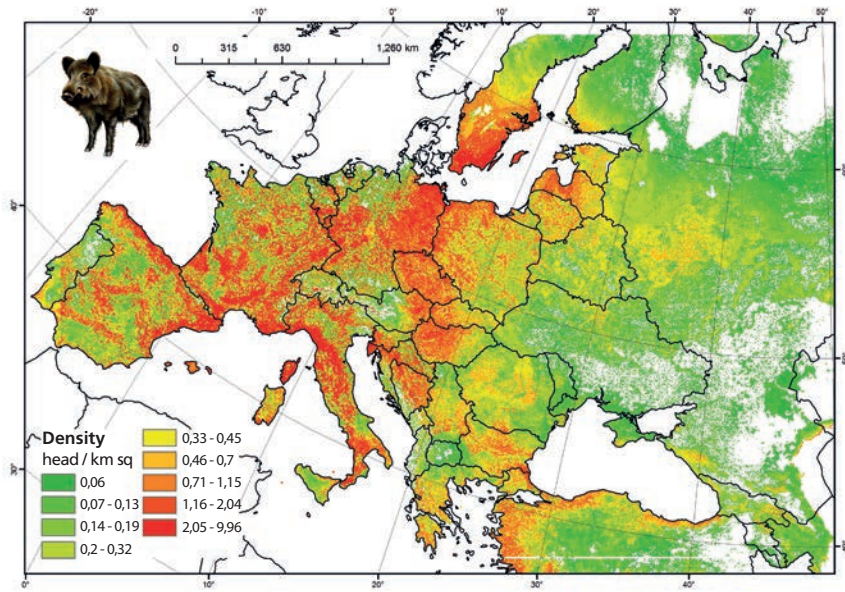 -20° -10° 0° 10° 20° 30° 40° 50°
0 315 630 1,260 km
60°
40°
50°
Density
head / km sq
0,06
0,07 - 0,13
0,14 - 0,19
0,2 - 0,32
0,33 - 0,45
0,46 - 0,7
0,71 - 1,15
1,16 - 2,04
2,05 - 9,96
30°
40°
0° 10° 20° 30° 40°